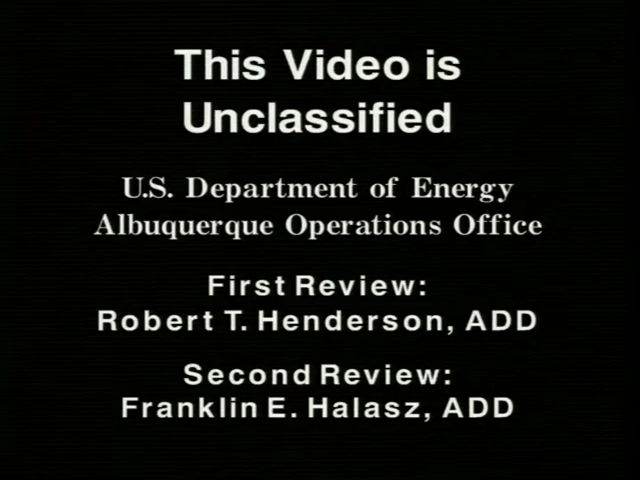 This Video is
Unclassified
U.S. Department of Energy
Albuquerque Operations Office
First Review:
Robert T. Henderson, ADD
Second Review:
Franklin E. Halasz, ADD